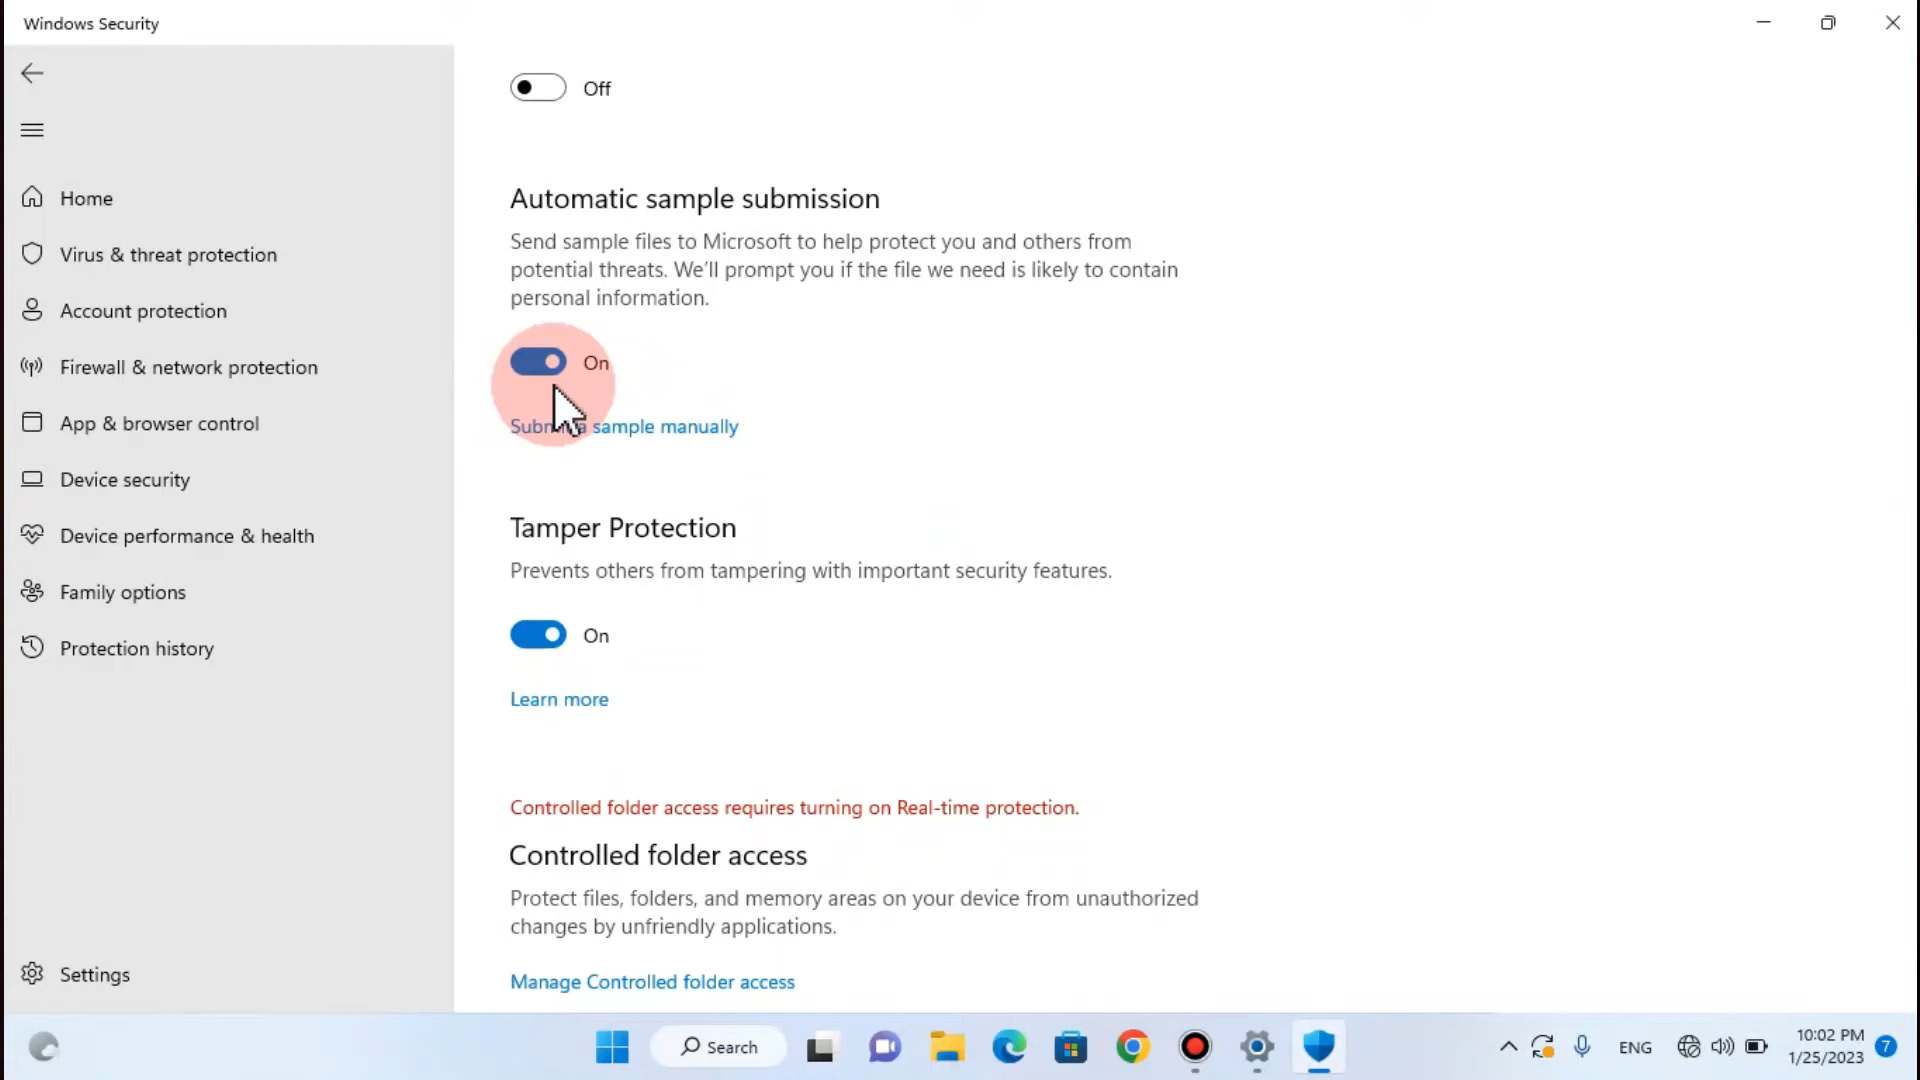 Windows Security
Off
Home
Virus & threat protection
Account protection
Firewall & network protection
App & browser control
Device security
Device performance & health
Family options
Protection history
Settings
Automatic sample submission
Send sample files to Microsoft to help protect you and others from
potential threats. We'll prompt you if the file we need is likely to contain
personal information.
On
Submit a sample manually
Tamper Protection
Prevents others from tampering with important security features.
On
Learn more
Controlled folder access requires turning on Real-time protection.
Controlled folder access
Protect files, folders, and memory areas on your device from unauthorized
changes by unfriendly applications.
Manage Controlled folder access
Search
ENG
10:02 PM
1/25/2023
7